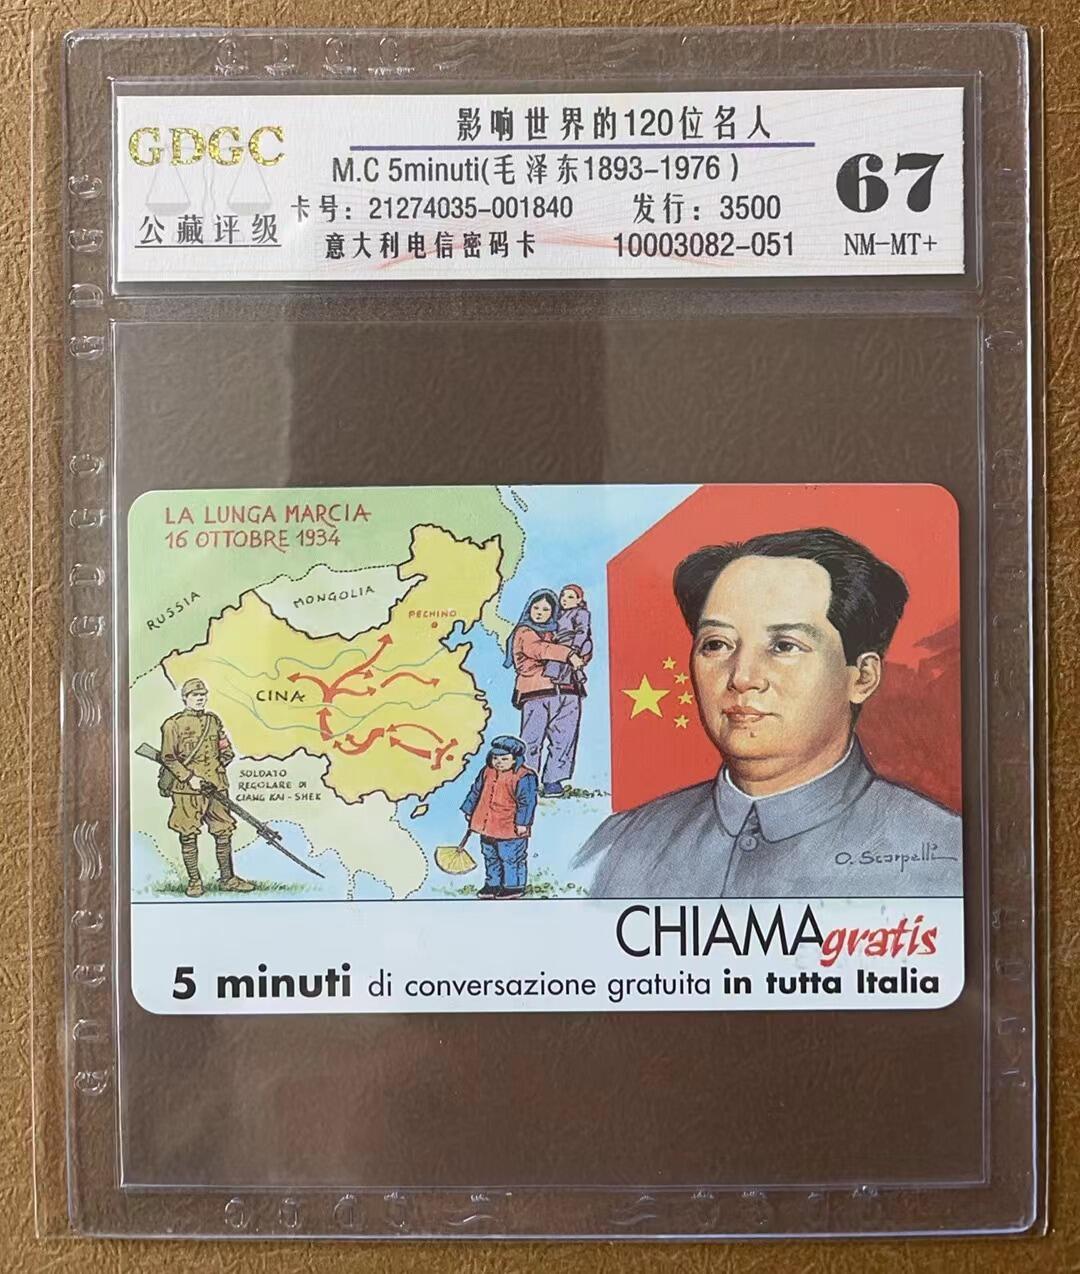 影响世界的120位名人
GDGC
M.C 5minuti(毛泽东1893-1976)
67
卡号：21274035-001840 发行：3500
公藏评级
意大利电信密码卡 10003082-051
NM-MT+
LA LUNGA MARCIA
16 OTTOBRE 1934
RUSSIA
MONGOLIA
PECHINO
CINA
SOLDATO
REGOLARE DI
CIANG KAI-SHEK
O. Scarpelli
CHIAMAgratis
5 minuti di conversazione gratuita in tutta Italia